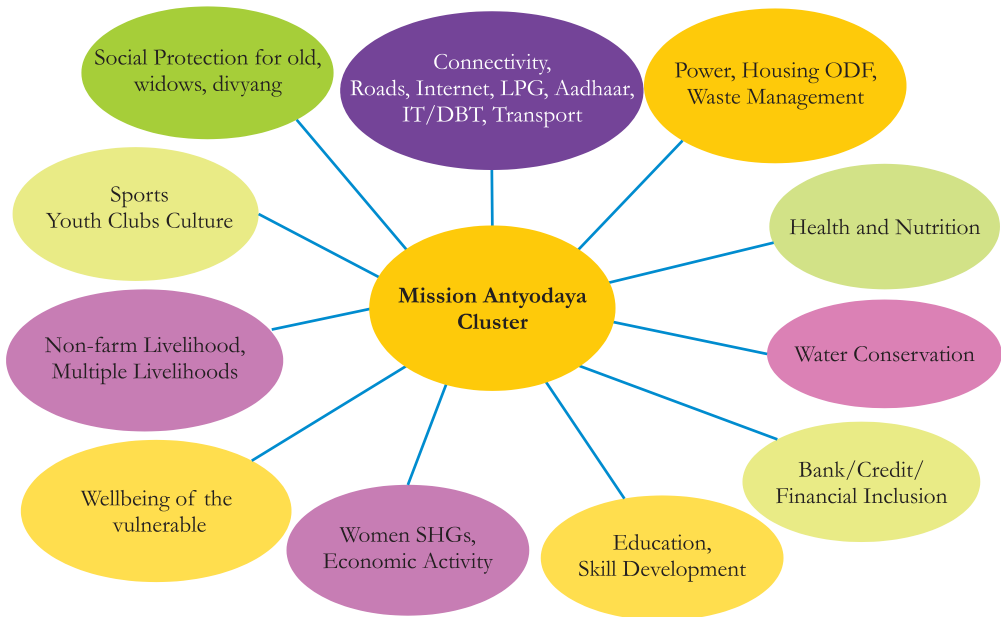 Social Protection for old,
widows, divyang
Connectivity,
Roads, Internet, LPG, Aadhaar,
IT/DBT, Transport
Power, Housing ODF,
Waste Management
Sports
Youth Clubs Culture
Health and Nutrition
Mission Antyodaya
Cluster
Non-farm Livelihood,
Multiple Livelihoods
Water Conservation
Wellbeing of the
vulnerable
Women SHGs,
Economic Activity
Education,
Skill Development
Bank/Credit/
Financial Inclusion